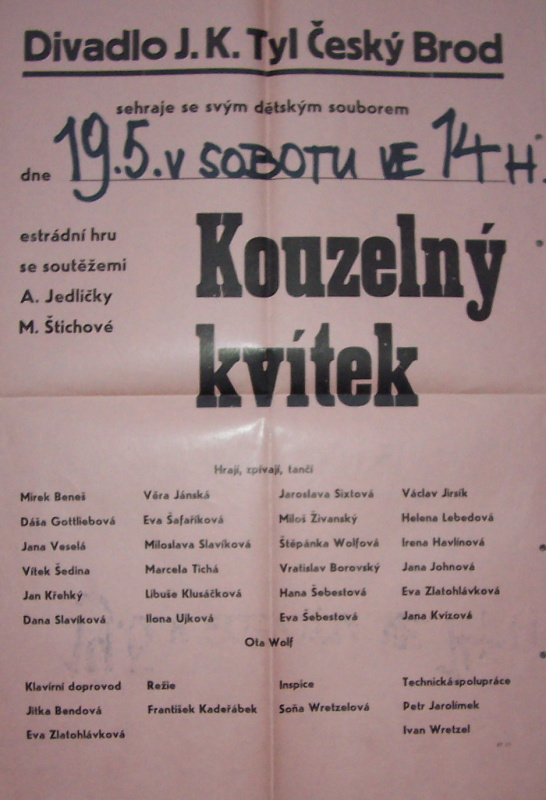 Divadlo J. K. Tyl Český Brod
sehraje se svým dětským souborem
dne 19.5. V SOBOTU VE 14 H.
estrádní hru
se soutěžemi
A. Jedličky
M. Štichové
Kouzelný
kvítek
Hrají, zpívají, tančí
Mirek Beneš Věra Jánská Jaroslava Sixtová Václav Jirsík
Dáša Gottliebová Eva Šafaříková Miloš Živanský Helena Lebedová
Jana Veselá Miloslava Slavíková Štěpánka Wolfová Irena Havlínová
Vítek Šedina Marcela Tichá Vratislav Borovský Jana Johnová
Jan Křehký Libuše Klusáčková Hana Šebestová Eva Zlatohlávková
Dana Slavíková Ilona Ujková Eva Šebestová Jana Kvízová
Ota Wolf
Klavírní doprovod Režie Inspice Technická spolupráce
Jitka Bendová František Kadeřábek Soňa Wretzelová Petr Jarolímek
Eva Zlatohlávková Ivan Wretzel